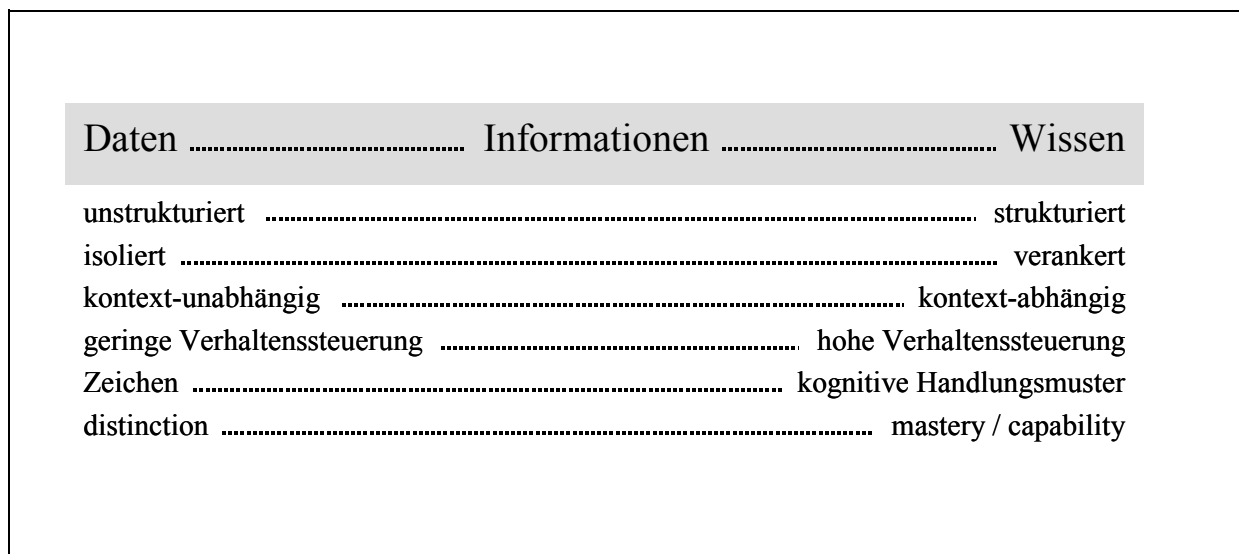 Daten ........................ Informationen ........................ Wissen
unstrukturiert ........................ strukturiert
isoliert ........................ verankert
kontext-unabhängig ........................ kontext-abhängig
geringe Verhaltenssteuerung ........................ hohe Verhaltenssteuerung
Zeichen ........................ kognitive Handlungsmuster
distinction ........................ mastery / capability